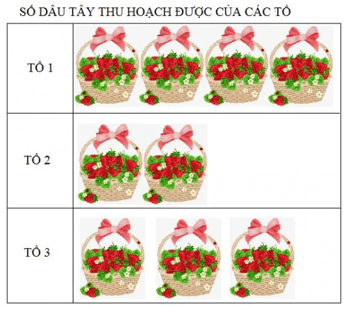 SỐ DÂU TÂY THU HOẠCH ĐƯỢC CỦA CÁC TỔ
TỔ 1
TỔ 2
TỔ 3